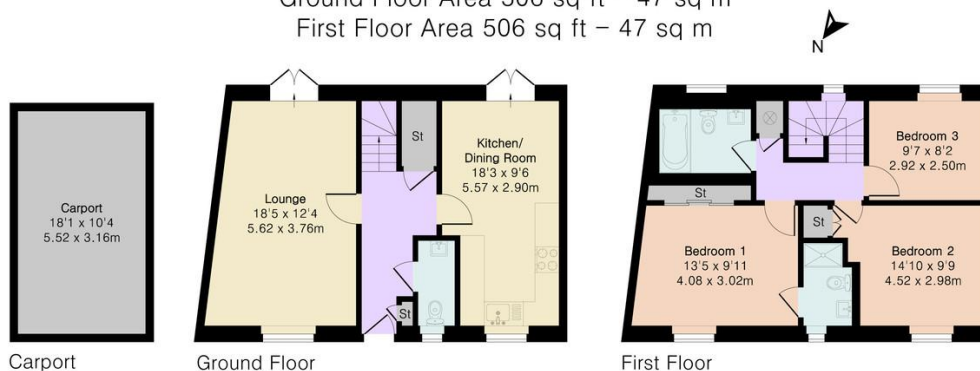 Ground Floor Area 506 sq ft – 47 sq m
First Floor Area 506 sq ft – 47 sq m
N
Carport
18'1 x 10'4
5.52 x 3.16m
Carport
Lounge
18'5 x 12'4
5.62 x 3.76m
St
Kitchen/
Dining Room
18'3 x 9'6
5.57 x 2.90m
St
Ground Floor
Bedroom 3
9'7 x 8'2
2.92 x 2.50m
St
St
Bedroom 1
13'5 x 9'11
4.08 x 3.02m
Bedroom 2
14'10 x 9'9
4.52 x 2.98m
First Floor